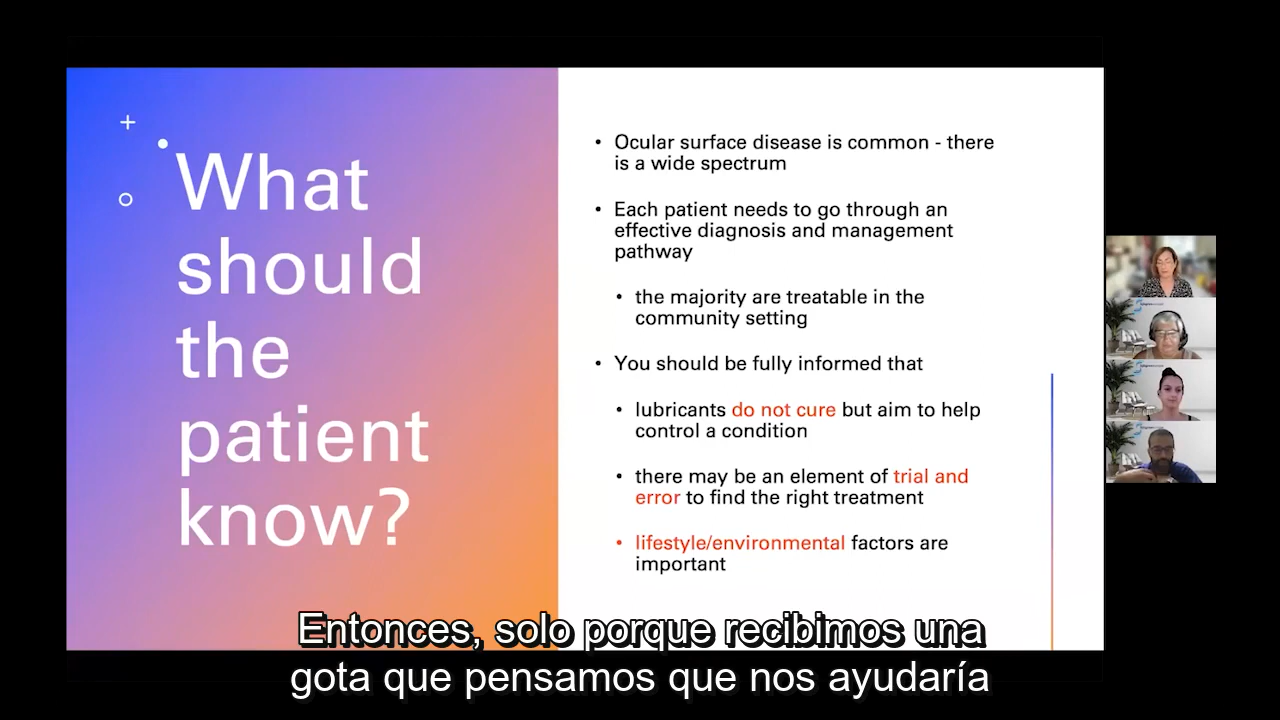 What
should
the
patient
know?
• Ocular surface disease is common - there
is a wide spectrum
• Each patient needs to go through an
effective diagnosis and management
pathway
• the majority are treatable in the
community setting
• You should be fully informed that
• lubricants do not cure but aim to help
control a condition
• there may be an element of trial and
error to find the right treatment
• lifestyle/environmental factors are
important
Entonces, solo porque recibimos una
gota que pensamos que nos ayudaría